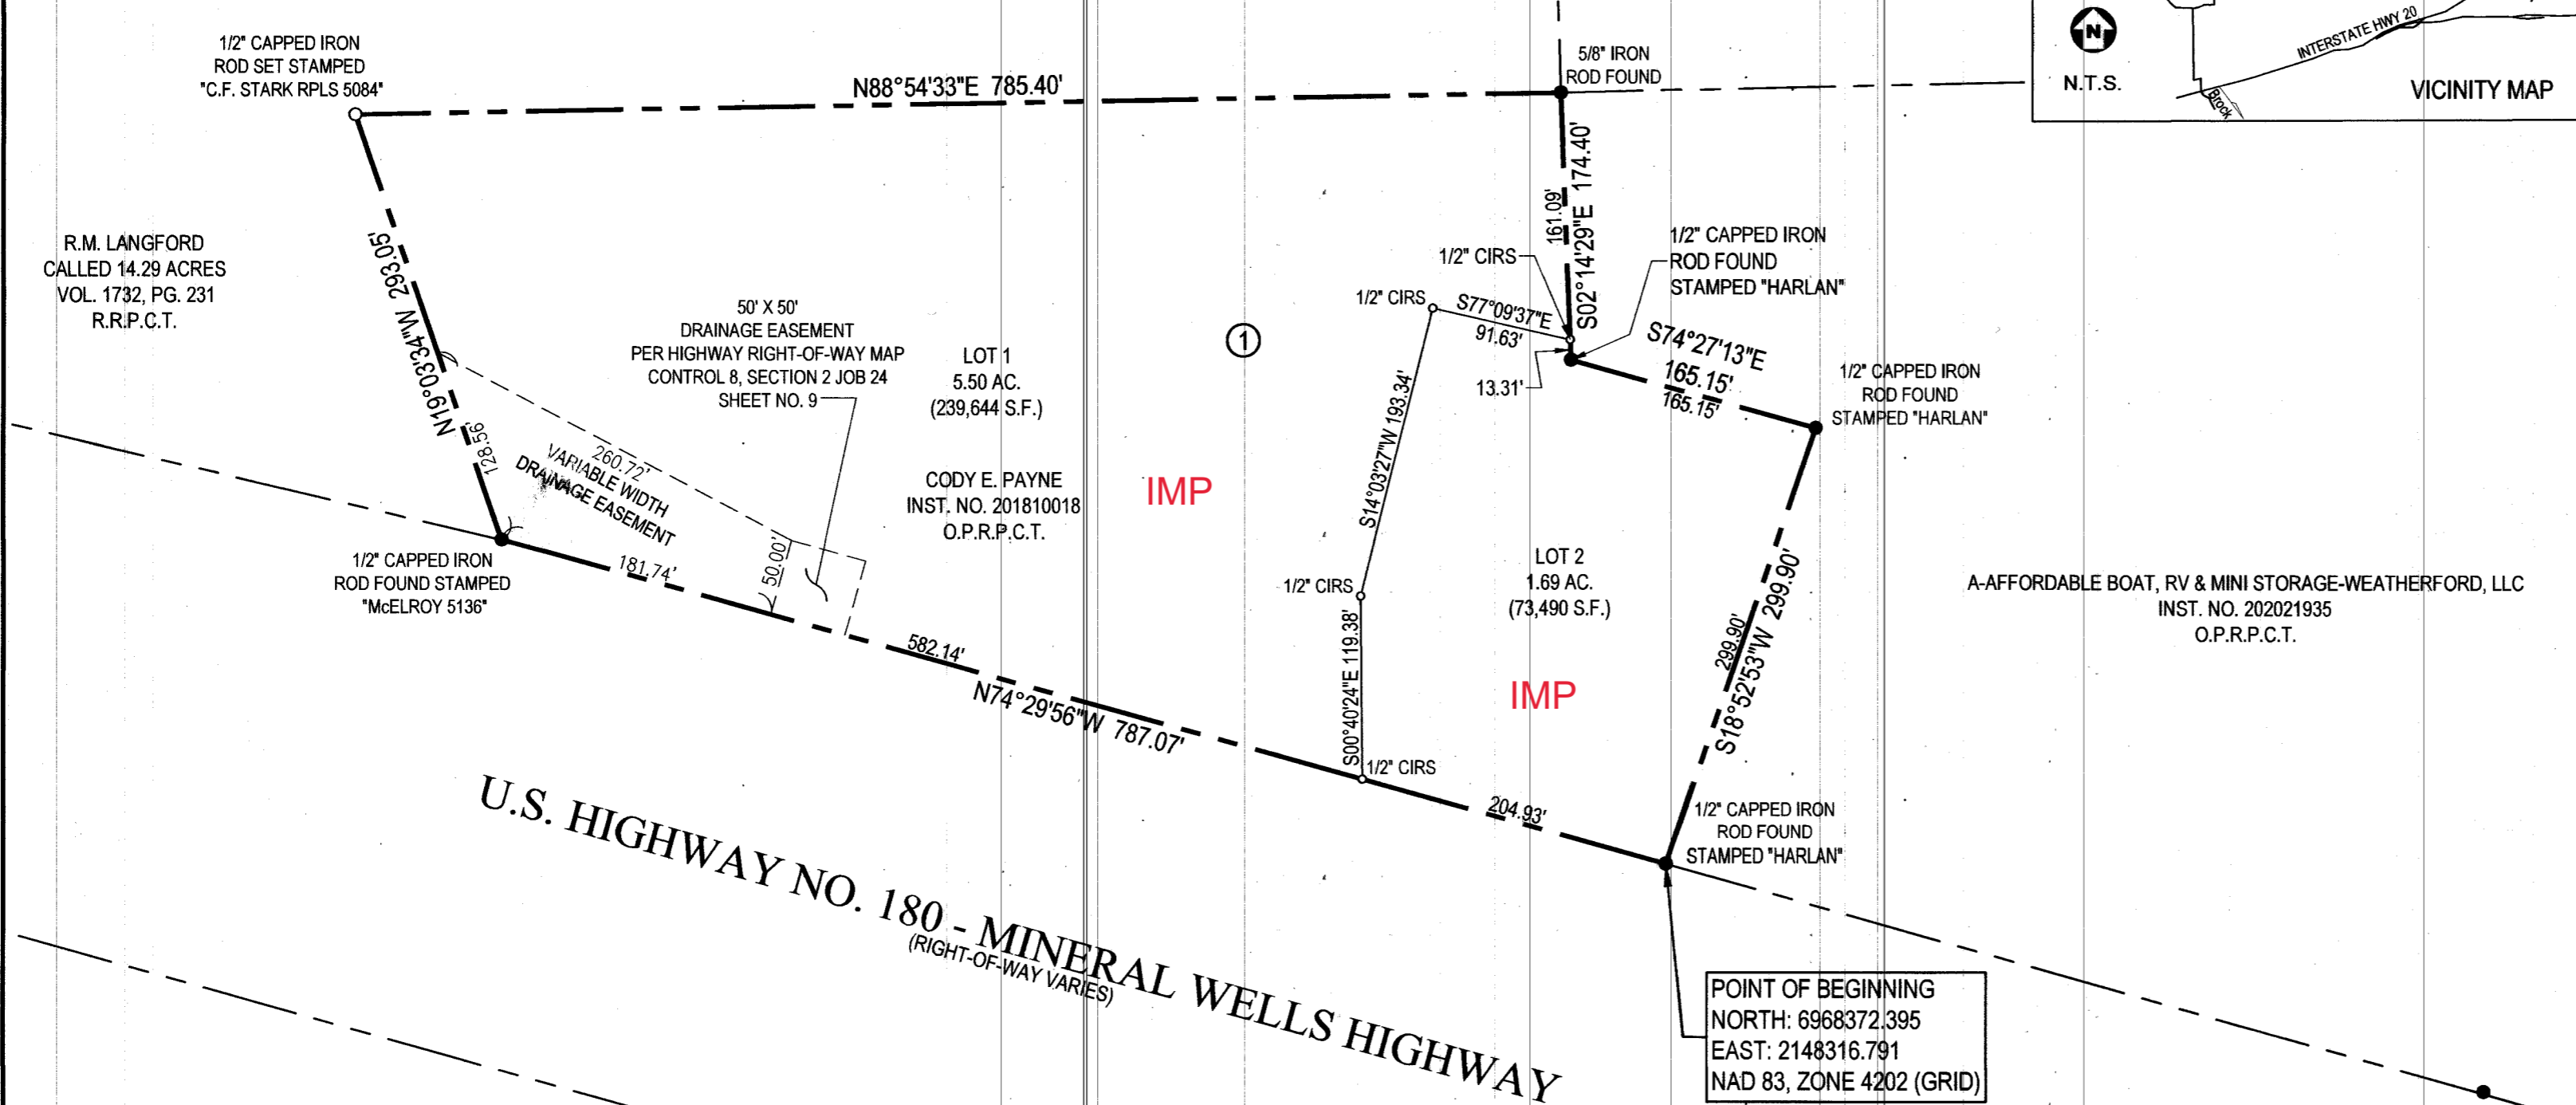 1/2" CAPPED IRON
ROD SET STAMPED
"C.F. STARK RPLS 5084"
N88°54'33"E 785.40'
5/8" IRON
ROD FOUND
N
N.T.S.
INTERSTATE HWY 20
Brock
VICINITY MAP
R.M. LANGFORD
CALLED 14.29 ACRES
VOL. 1732, PG. 231
R.R.P.C.T.
N19°03'34"W 293.05'
128.56'
50' X 50'
DRAINAGE EASEMENT
PER HIGHWAY RIGHT-OF-WAY MAP
CONTROL 8, SECTION 2 JOB 24
SHEET NO. 9
LOT 1
5.50 AC.
(239,644 S.F.)
CODY E. PAYNE
INST. NO. 201810018
O.P.R.P.C.T.
1
IMP
161.09'
S02°14'29"E 174.40'
1/2" CIRS
1/2" CAPPED IRON
ROD FOUND
STAMPED "HARLAN"
1/2" CIRS
S77°09'37"E
91.63'
13.31'
S74°27'13"E
165.15'
165.15'
1/2" CAPPED IRON
ROD FOUND
STAMPED "HARLAN"
S14°03'27"W 193.34'
260.72'
VARIABLE WIDTH
DRAINAGE EASEMENT
1/2" CAPPED IRON
ROD FOUND STAMPED
"McELROY 5136"
181.74'
50.00'
582.14'
N74°29'56"W 787.07'
1/2" CIRS
S00°40'24"E 119.38'
1/2" CIRS
LOT 2
1.69 AC.
(73,490 S.F.)
IMP
299.90'
S18°52'53"W 299.90'
A-AFFORDABLE BOAT, RV & MINI STORAGE-WEATHERFORD, LLC
INST. NO. 202021935
O.P.R.P.C.T.
204.93'
1/2" CAPPED IRON
ROD FOUND
STAMPED "HARLAN"
U.S. HIGHWAY NO. 180 - MINERAL WELLS HIGHWAY
(RIGHT-OF-WAY VARIES)
POINT OF BEGINNING
NORTH: 6968372.395
EAST: 2148316.791
NAD 83, ZONE 4202 (GRID)